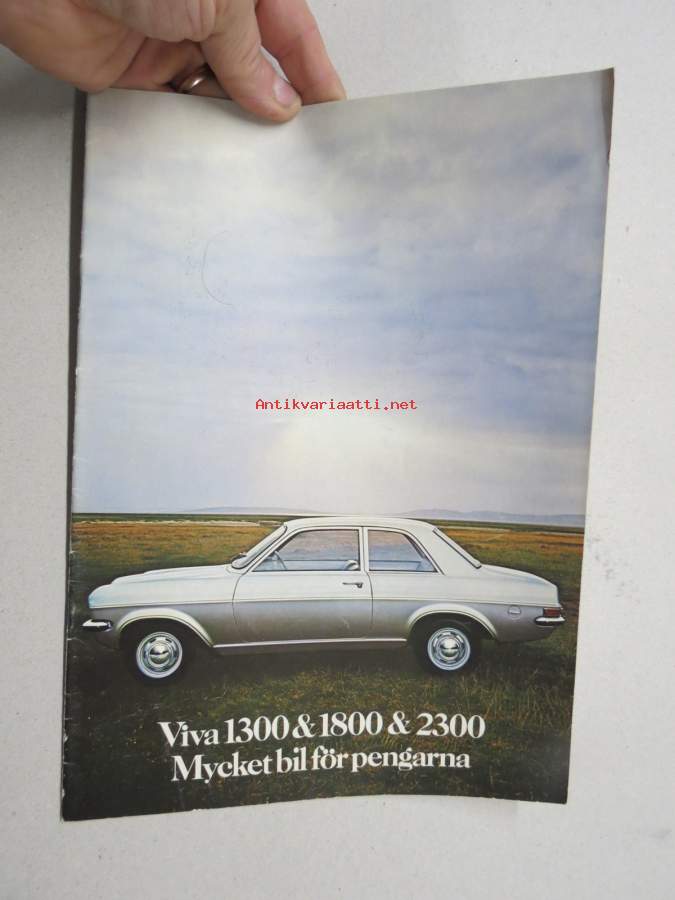 Antikvariaatti.net
Viva 1300 & 1800 & 2300
Mycket bil för pengarna